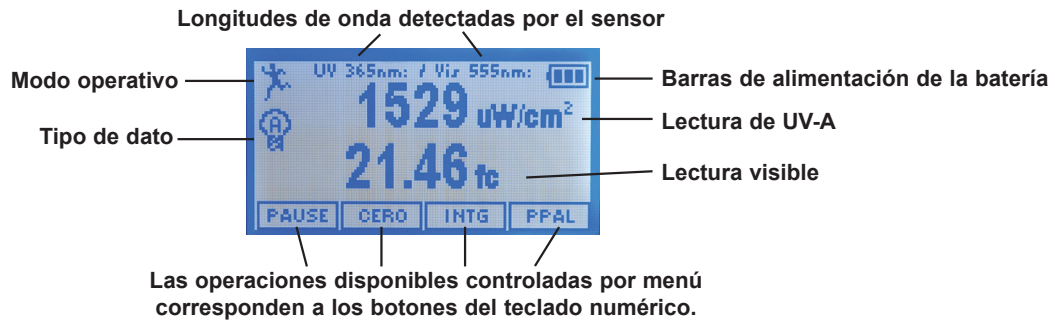 Longitudes de onda detectadas por el sensor
Modo operativo
UV 365nm: / Vis 555nm:
Barras de alimentación de la batería
1529 uW/cm²
Lectura de UV-A
Tipo de dato
A
21.46 fc
Lectura visible
PAUSE CERO INTG PPAL
Las operaciones disponibles controladas por menú
corresponden a los botones del teclado numérico.